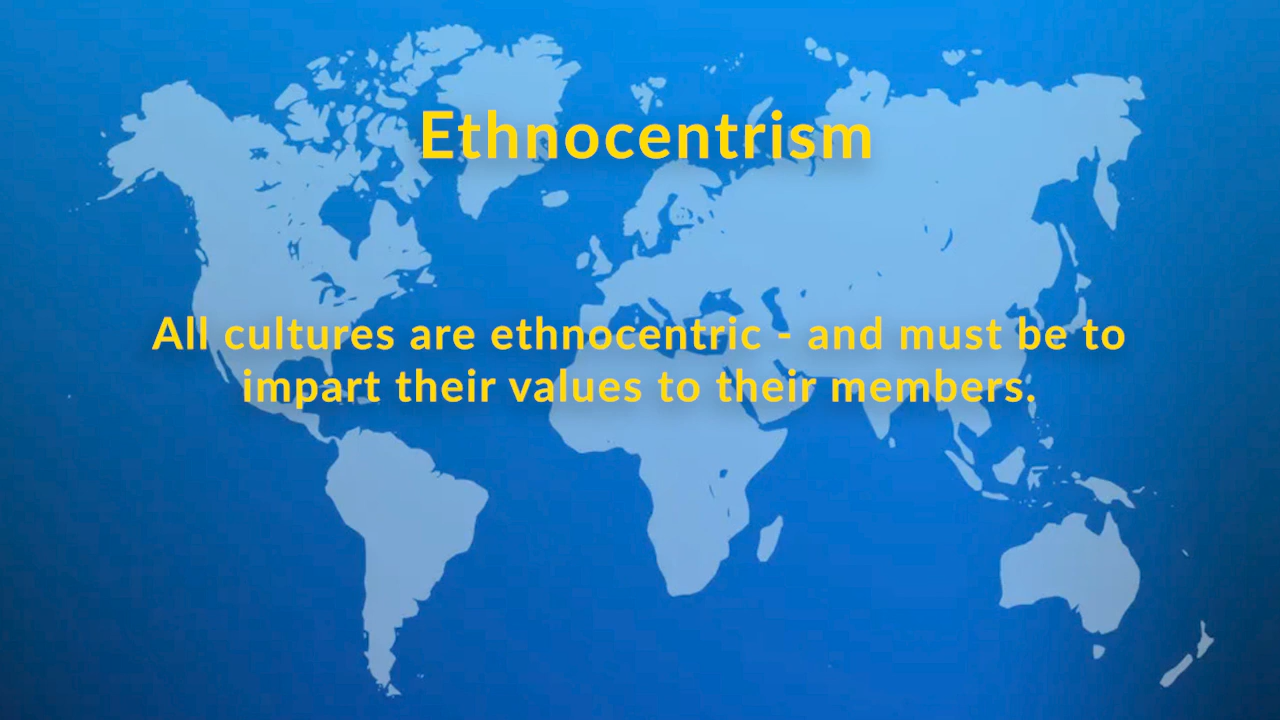 Ethnocentrism
All cultures are ethnocentric - and must be to
impart their values to their members.